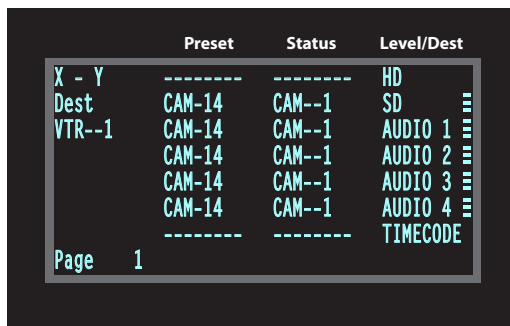 Preset Status Level/Dest
X - Y -------- -------- HD
Dest CAM-14 CAM--1 SD
VTR--1 CAM-14 CAM--1 AUDIO 1
CAM-14 CAM--1 AUDIO 2
CAM-14 CAM--1 AUDIO 3
CAM-14 CAM--1 AUDIO 4
-------- -------- TIMECODE
Page 1